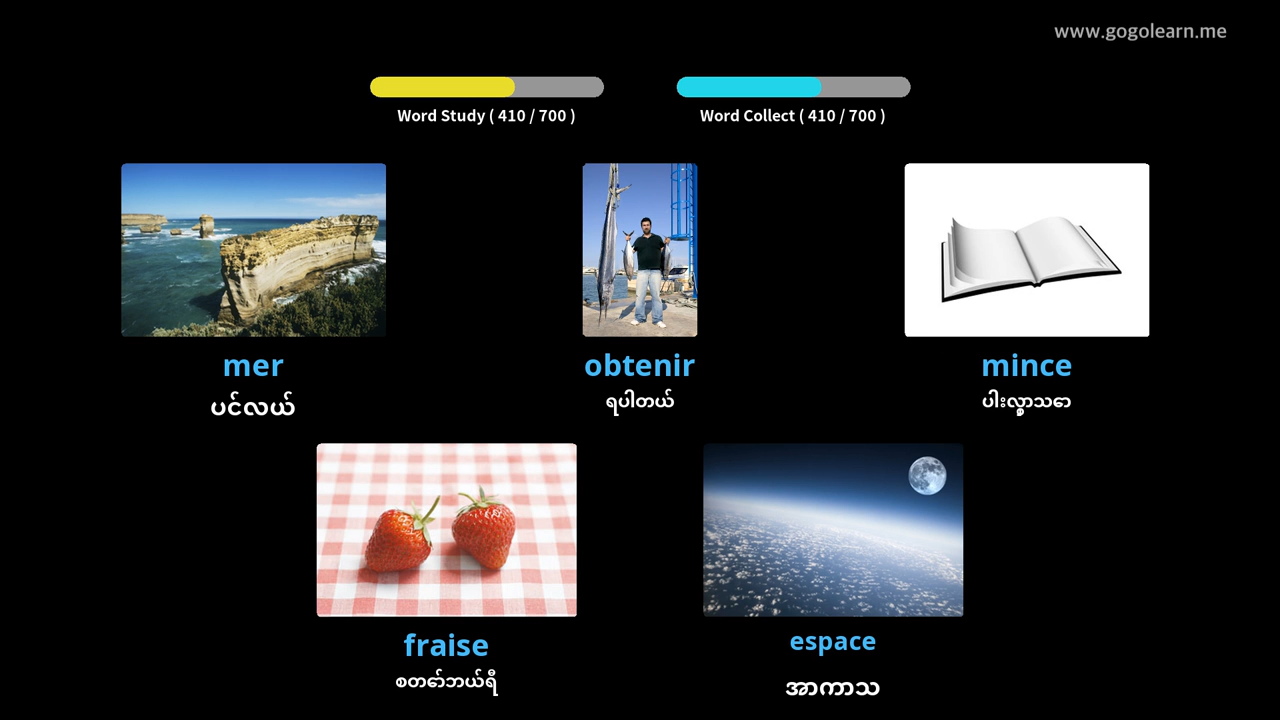 www.gogolearn.me
Word Study ( 410 / 700 )
Word Collect ( 410 / 700 )
mer
ပင်လယ်
obtenir
ရပါတယ်
mince
ပါးလွှာသော
fraise
စတော်ဘယ်ရီ
espace
အာကာသ